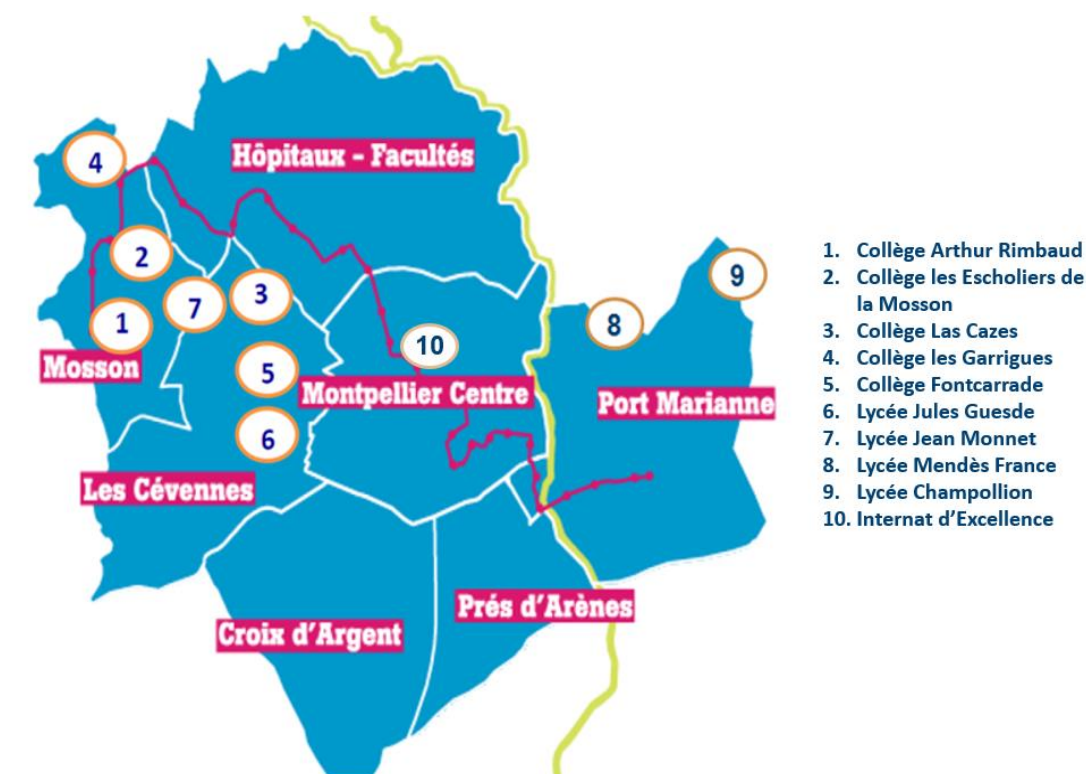 Hôpitaux - Facultés
4
2
9
3
7
1
8
10
Mosson
5
Montpellier Centre
Port Marianne
6
Les Cévennes
Prés d'Arènes
Croix d'Argent
1. Collège Arthur Rimbaud
2. Collège les Escholiers de
la Mosson
3. Collège Las Cazes
4. Collège les Garrigues
5. Collège Fontcarrade
6. Lycée Jules Guesde
7. Lycée Jean Monnet
8. Lycée Mendès France
9. Lycée Champollion
10. Internat d'Excellence